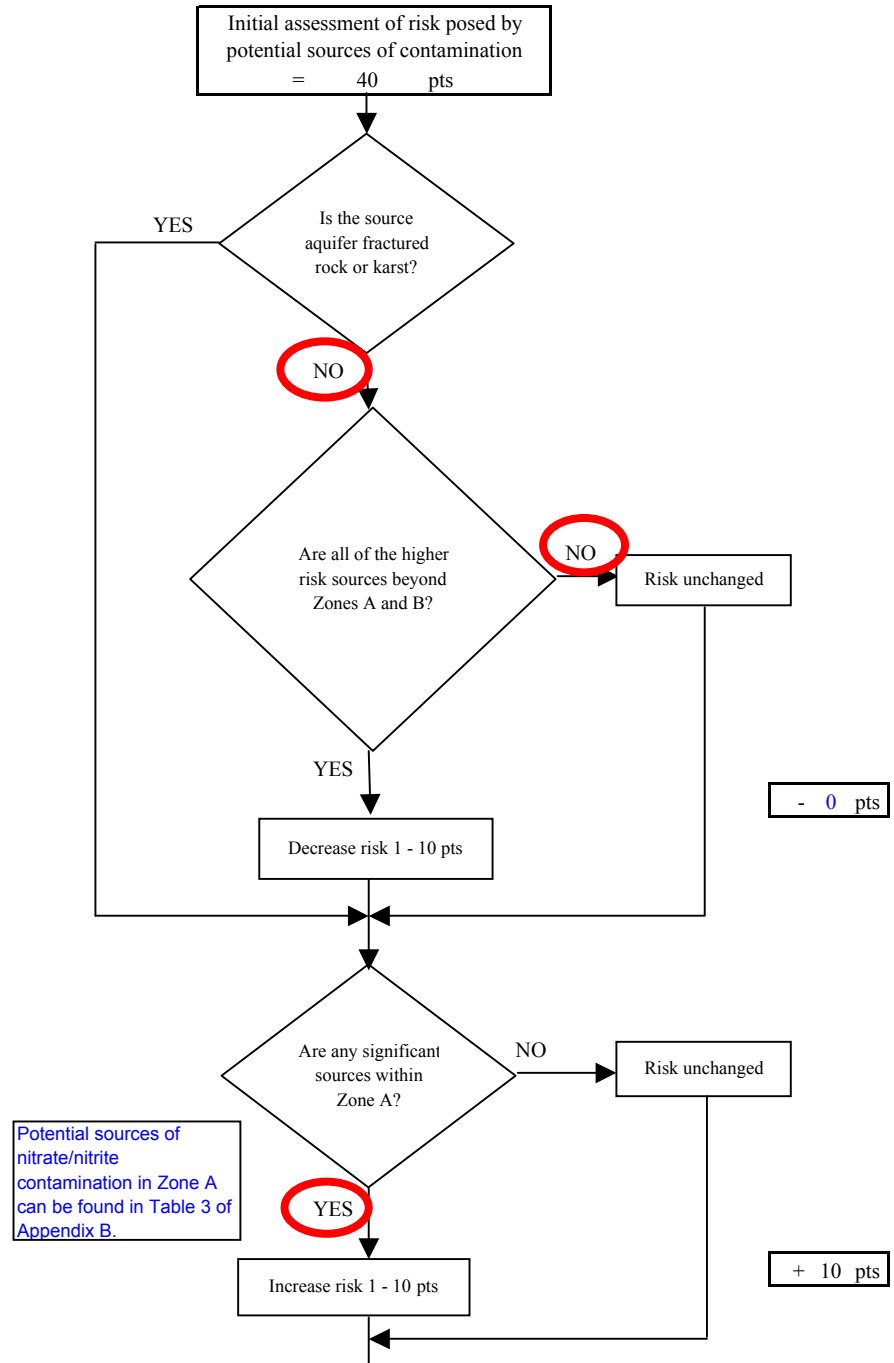 Initial assessment of risk posed by
potential sources of contamination
= 40 pts
YES
Is the source
aquifer fractured
rock or karst?
NO
Are all of the higher
risk sources beyond
Zones A and B?
NO
Risk unchanged
YES
- 0 pts
Decrease risk 1 - 10 pts
Are any significant
sources within
Zone A?
NO
Risk unchanged
Potential sources of
nitrate/nitrite
contamination in Zone A
can be found in Table 3 of
Appendix B.
YES
+ 10 pts
Increase risk 1 - 10 pts